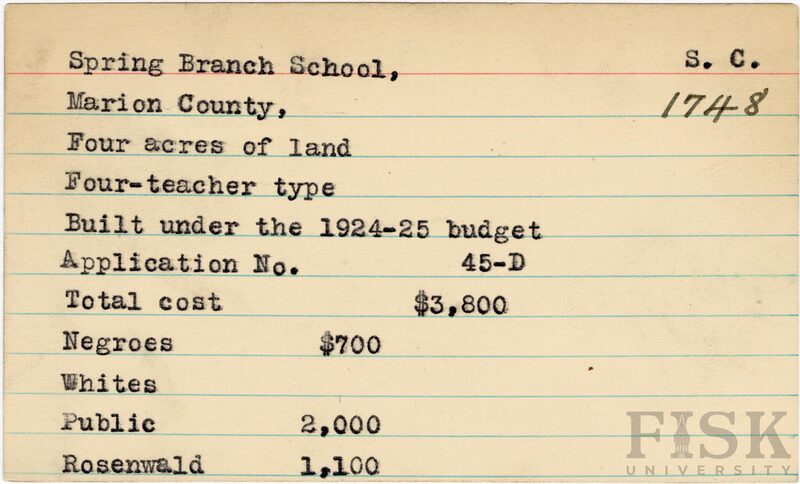 Spring Branch School, S. C.
Marion County, 1748
Four acres of land
Four-teacher type
Built under the 1924-25 budget
Application No. 45-D
Total cost $3,800
Negroes $700
Whites
Public 2,000
Rosenwald 1,100
FISK
UNIVERSITY